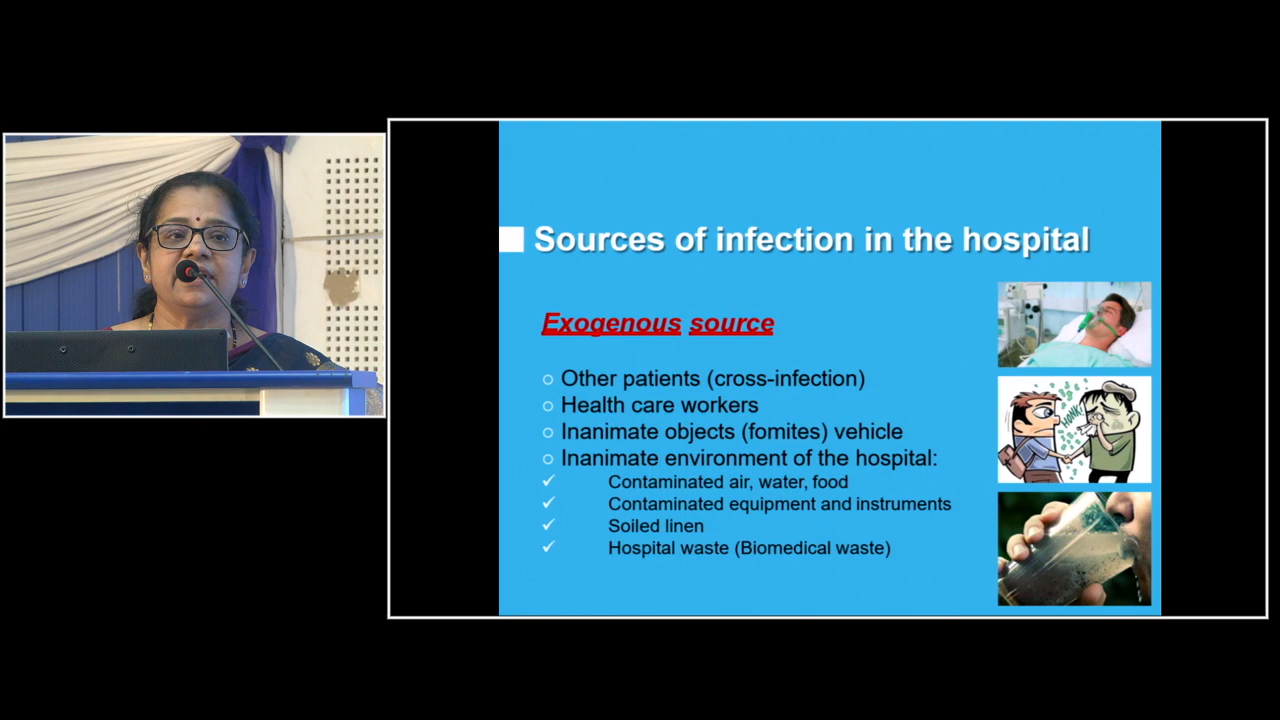 Sources of infection in the hospital
Exogenous source
Other patients (cross-infection)
Health care workers
Inanimate objects (fomites) vehicle
Inanimate environment of the hospital:
Contaminated air, water, food
Contaminated equipment and instruments
Soiled linen
Hospital waste (Biomedical waste)
HONK!